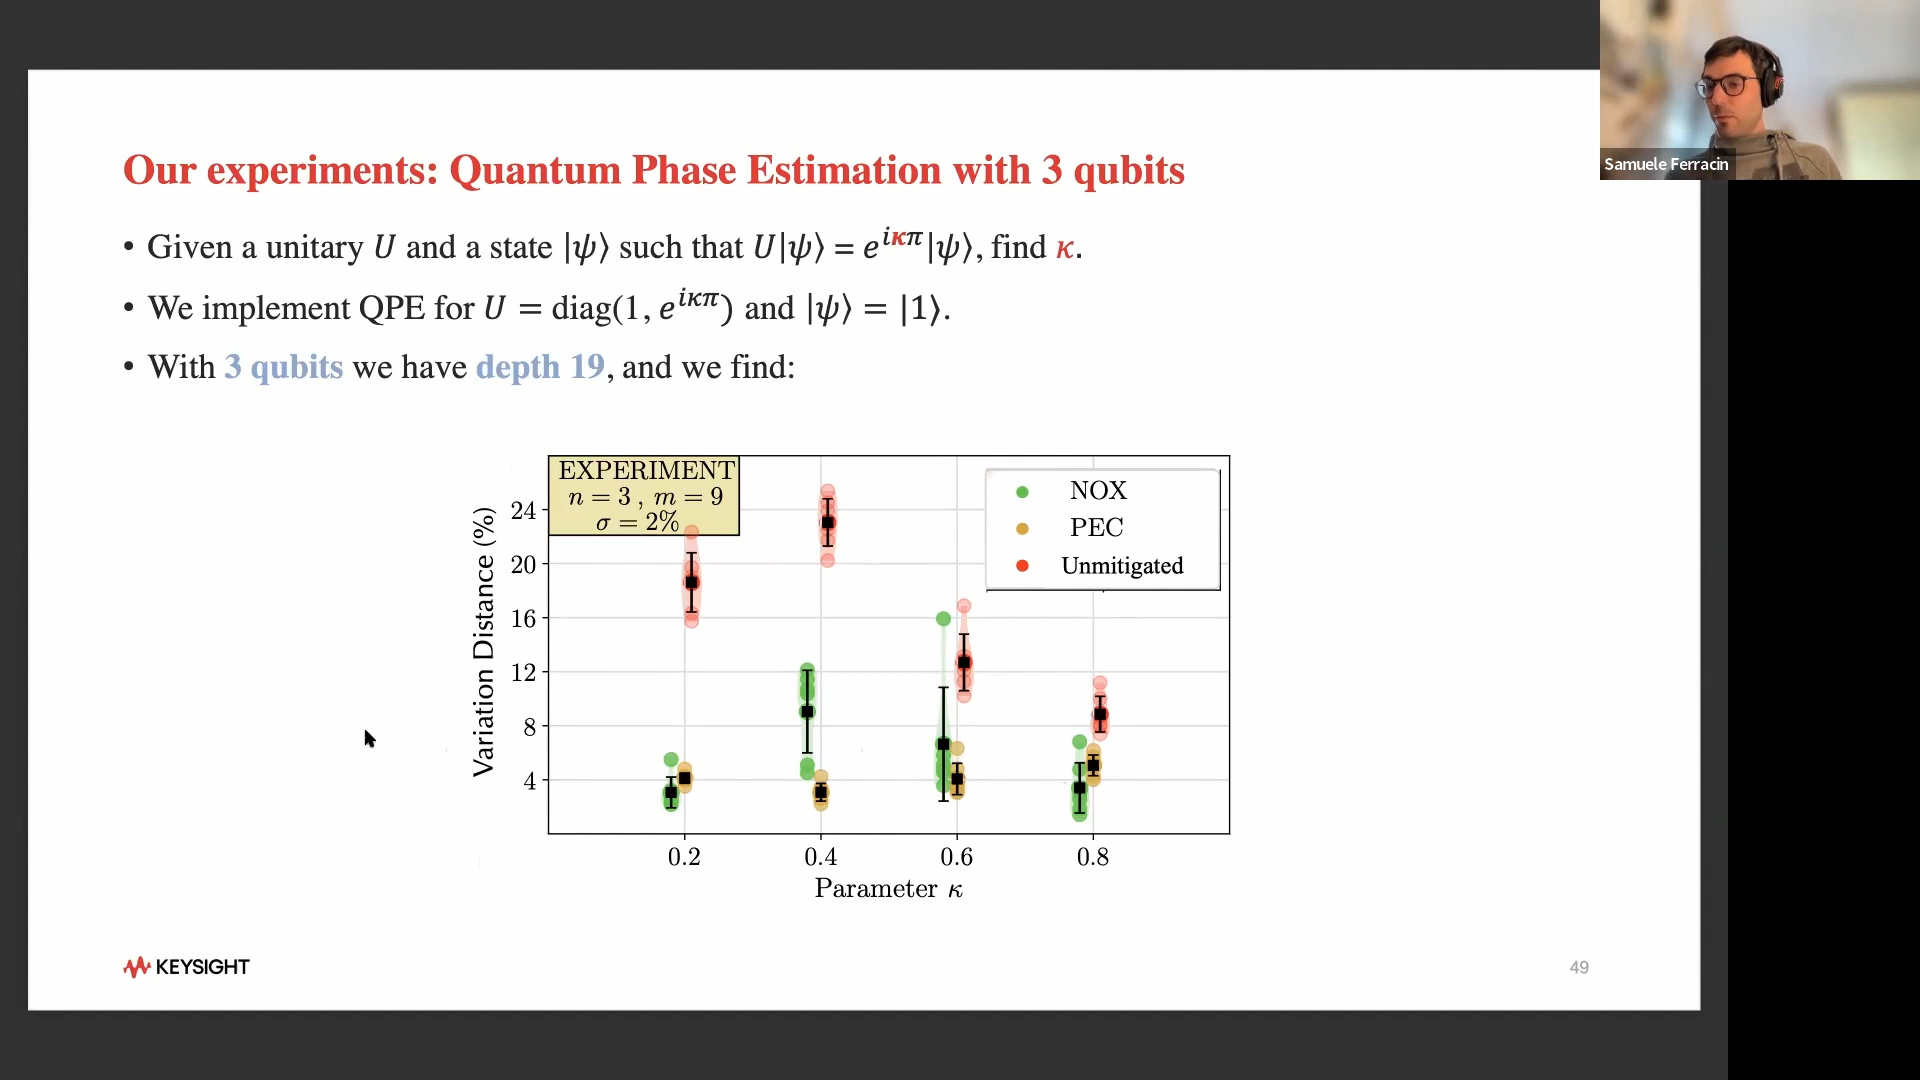 Samuele Ferracin
Our experiments: Quantum Phase Estimation with 3 qubits
• Given a unitary U and a state |ψ⟩ such that U|ψ⟩ = e^{iκπ}|ψ⟩, find κ.
• We implement QPE for U = diag(1, e^{iκπ}) and |ψ⟩ = |1⟩.
• With 3 qubits we have depth 19, and we find:
EXPERIMENT
n = 3 , m = 9
σ = 2%
NOX
PEC
Unmitigated
Variation Distance (%)
24
20
16
12
8
4
0.2 0.4 0.6 0.8
Parameter κ
KEYSIGHT
49